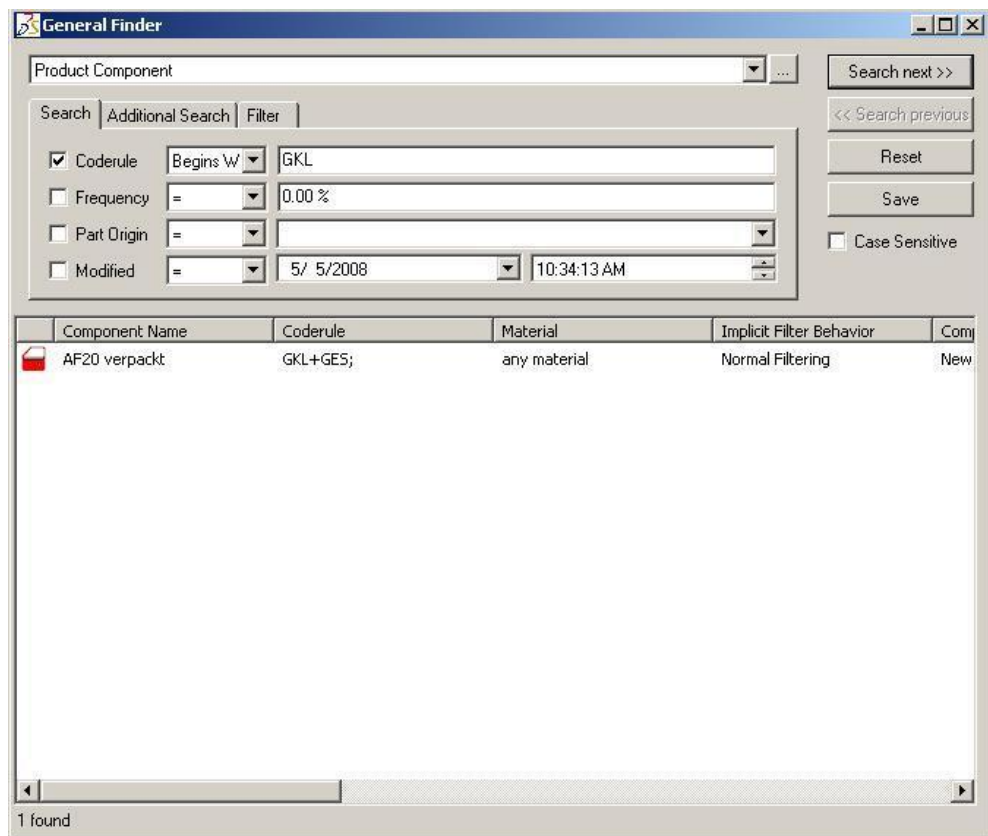 General Finder
Product Component ... Search next >>
Search Additional Search Filter << Search previous
Coderule Begins W GKL Reset
Frequency = 0.00 % Save
Part Origin = Case Sensitive
Modified = 5/ 5/2008 10:34:13 AM
Component Name Coderule Material Implicit Filter Behavior Com
AF20 verpackt GKL+GES; any material Normal Filtering New
1 found